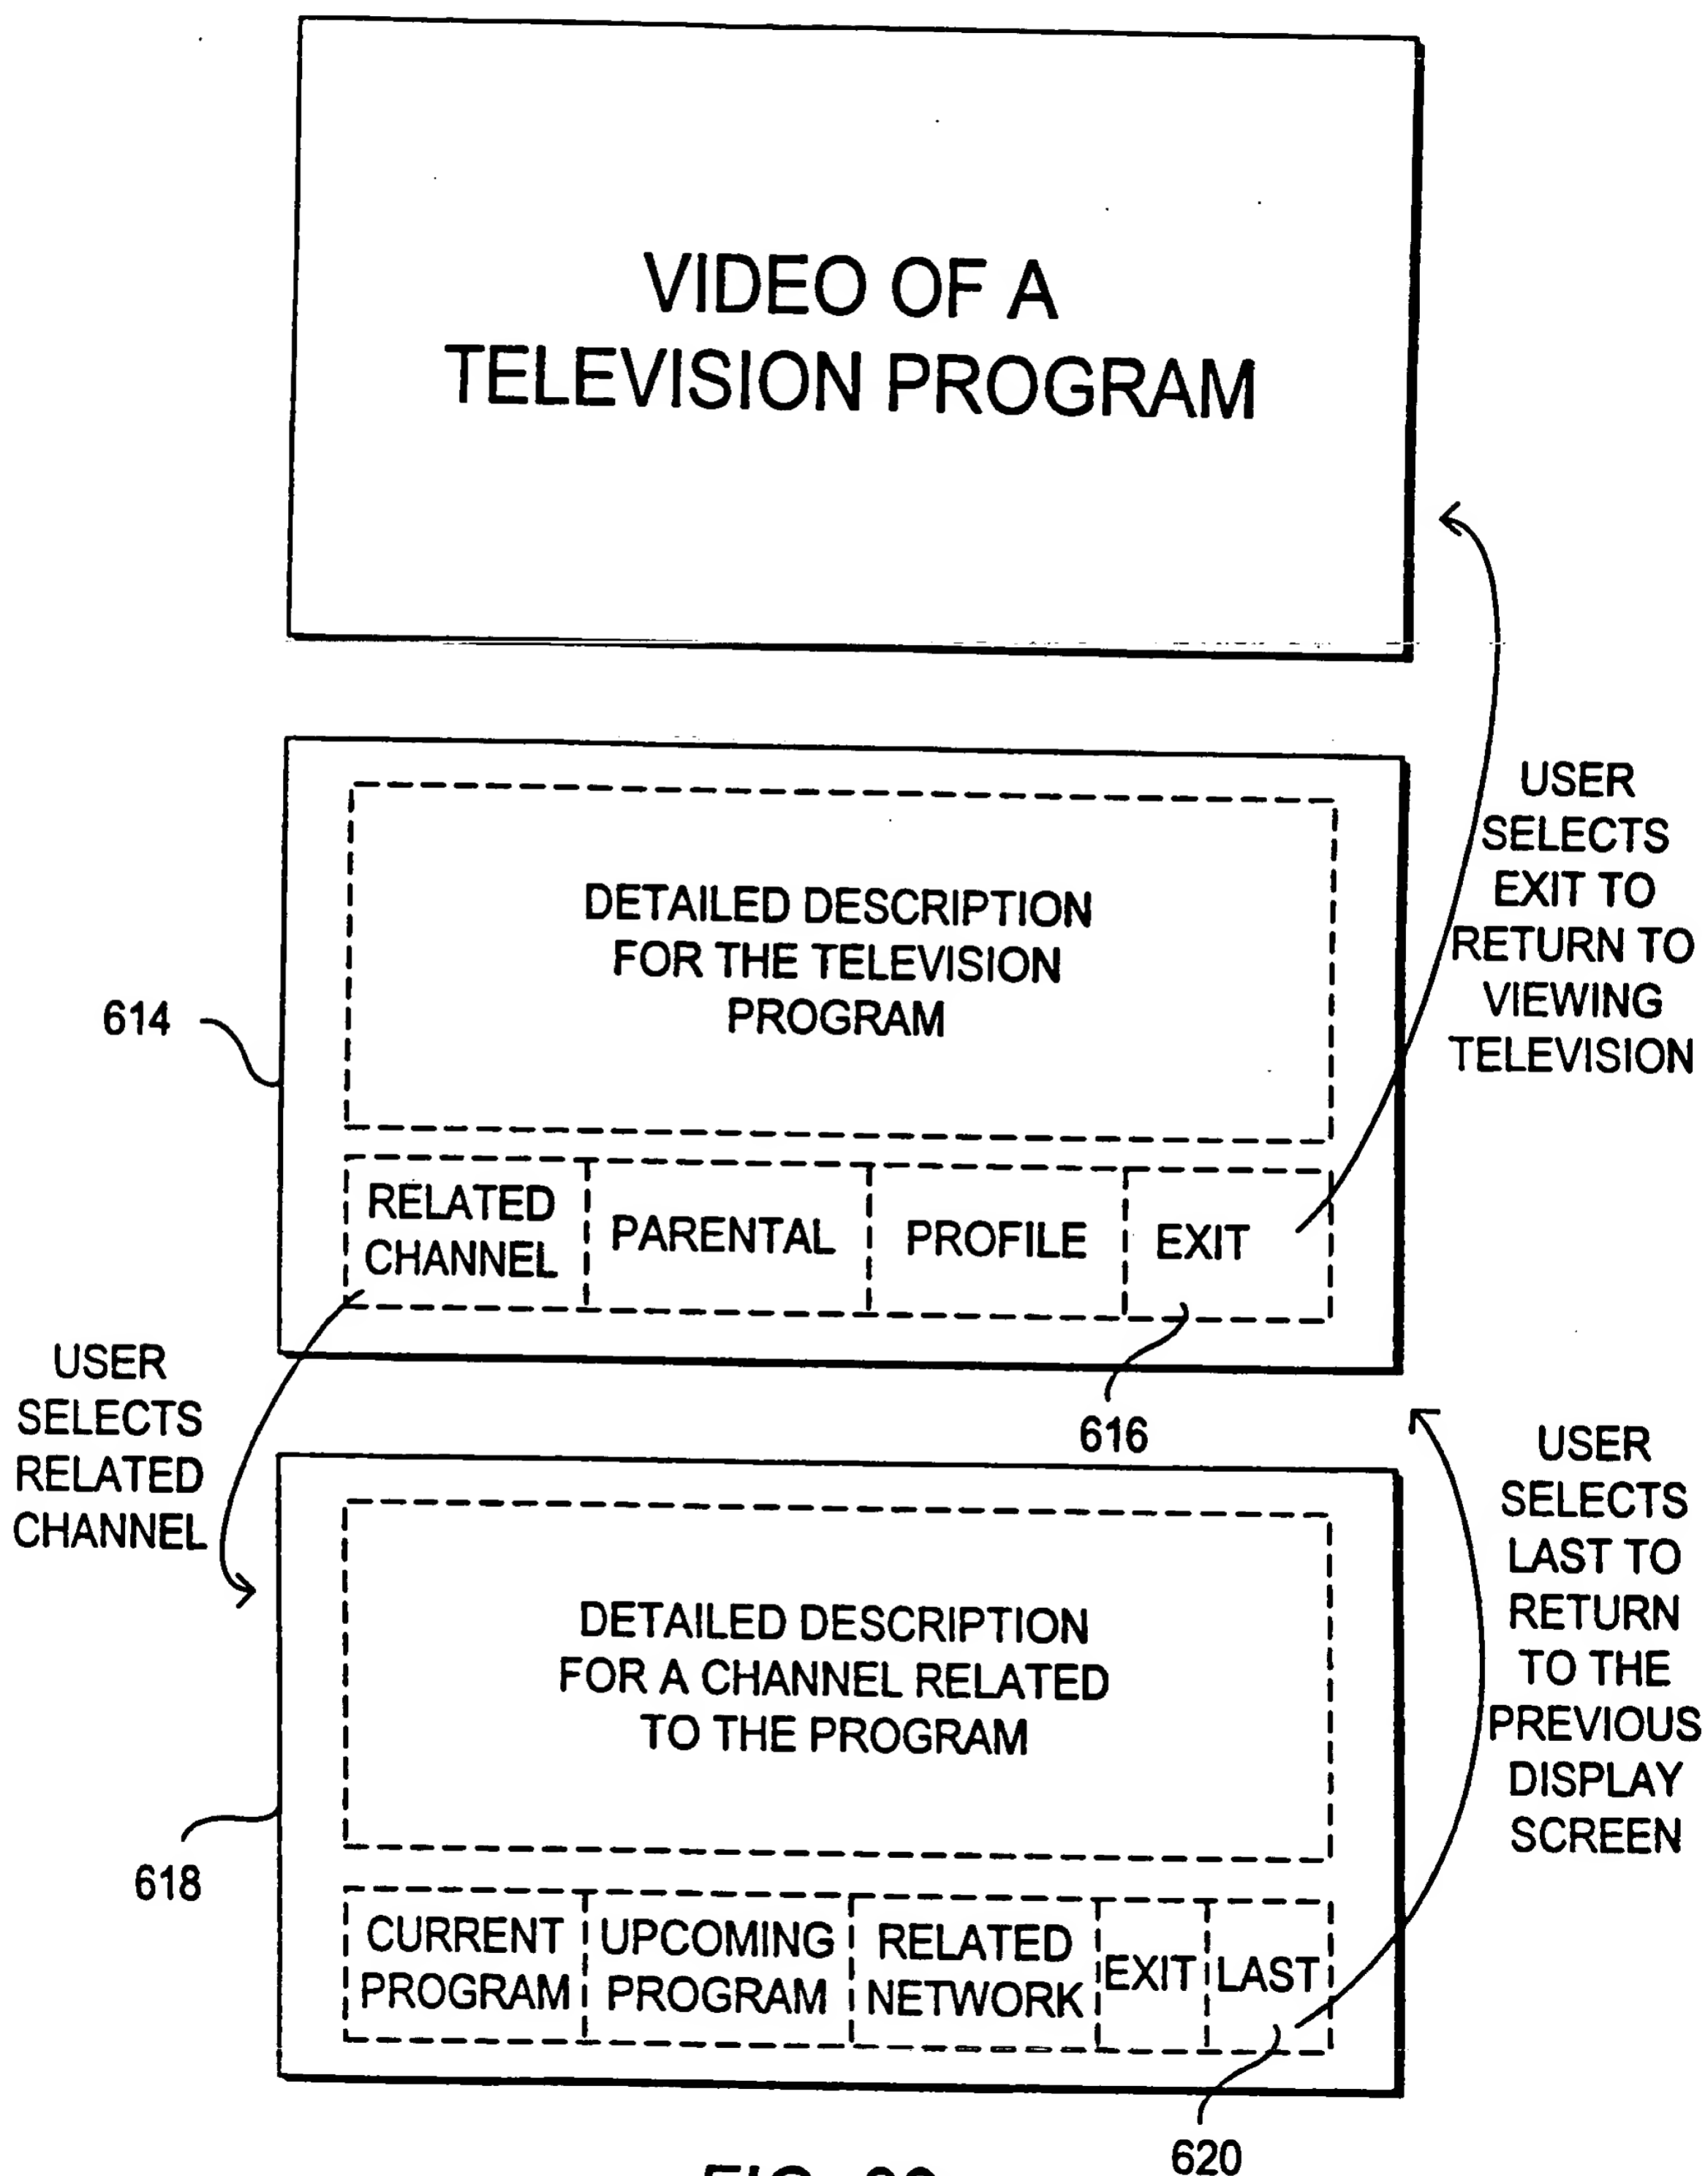 VIDEO OF A
TELEVISION PROGRAM
DETAILED DESCRIPTION
FOR THE TELEVISION
PROGRAM
614
RELATED
CHANNEL
PARENTAL
PROFILE
EXIT
616
USER
SELECTS
EXIT TO
RETURN TO
VIEWING
TELEVISION
USER
SELECTS
RELATED
CHANNEL
DETAILED DESCRIPTION
FOR A CHANNEL RELATED
TO THE PROGRAM
618
CURRENT
PROGRAM
UPCOMING
PROGRAM
RELATED
NETWORK
EXIT
LAST
620
USER
SELECTS
LAST TO
RETURN
TO THE
PREVIOUS
DISPLAY
SCREEN